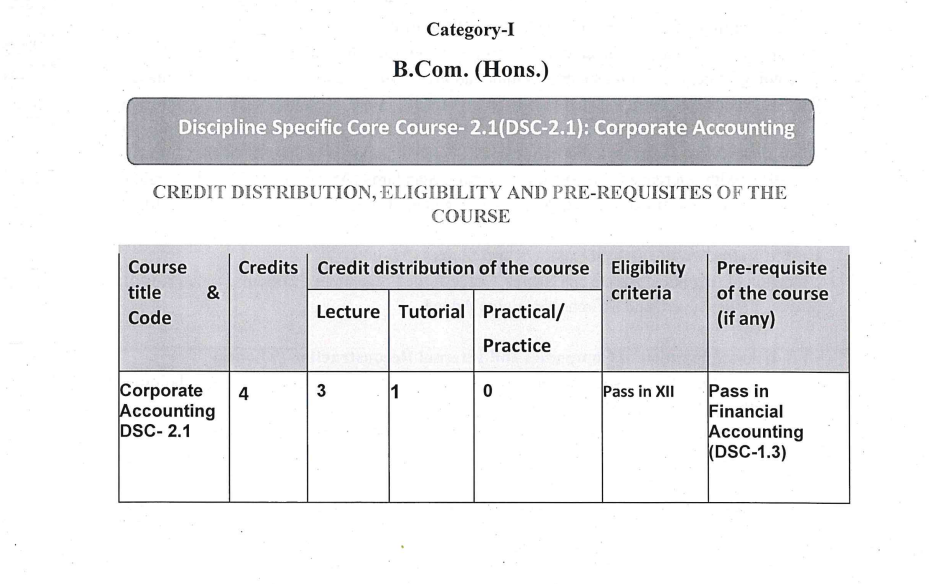 Category-I
B.Com. (Hons.)
Discipline Specific Core Course- 2.1(DSC-2.1): Corporate Accounting
CREDIT DISTRIBUTION, ELIGIBILITY AND PRE-REQUISITES OF THE
COURSE
Course title & Code
Credits
Credit distribution of the course
Eligibility criteria
Pre-requisite of the course (if any)
Lecture
Tutorial
Practical/
Practice
Corporate
Accounting
DSC- 2.1
4
3
1
0
Pass in XII
Pass in
Financial
Accounting
(DSC-1.3)